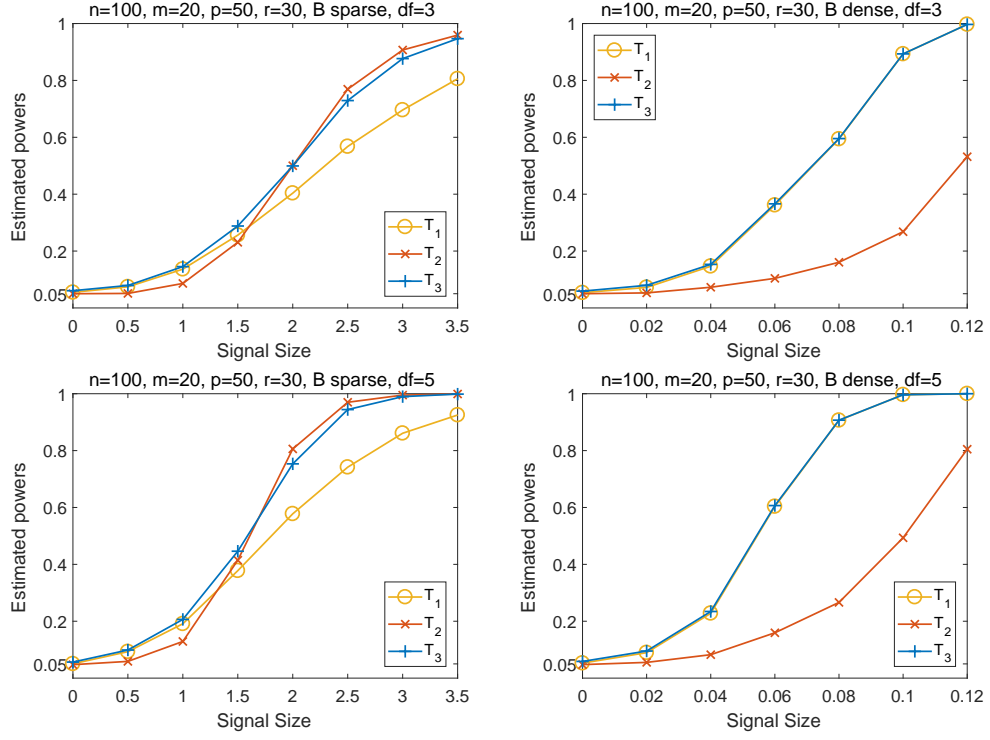 n=100, m=20, p=50, r=30, B sparse, df=3
Estimated powers
1
0.8
0.6
0.4
0.2
0.05
0 0.5 1 1.5 2 2.5 3 3.5
Signal Size
T1
T2
T3
n=100, m=20, p=50, r=30, B dense, df=3
Estimated powers
1
0.8
0.6
0.4
0.2
0.05
0 0.02 0.04 0.06 0.08 0.1 0.12
Signal Size
T1
T2
T3
n=100, m=20, p=50, r=30, B sparse, df=5
Estimated powers
1
0.8
0.6
0.4
0.2
0.05
0 0.5 1 1.5 2 2.5 3 3.5
Signal Size
T1
T2
T3
n=100, m=20, p=50, r=30, B dense, df=5
Estimated powers
1
0.8
0.6
0.4
0.2
0.05
0 0.02 0.04 0.06 0.08 0.1 0.12
Signal Size
T1
T2
T3